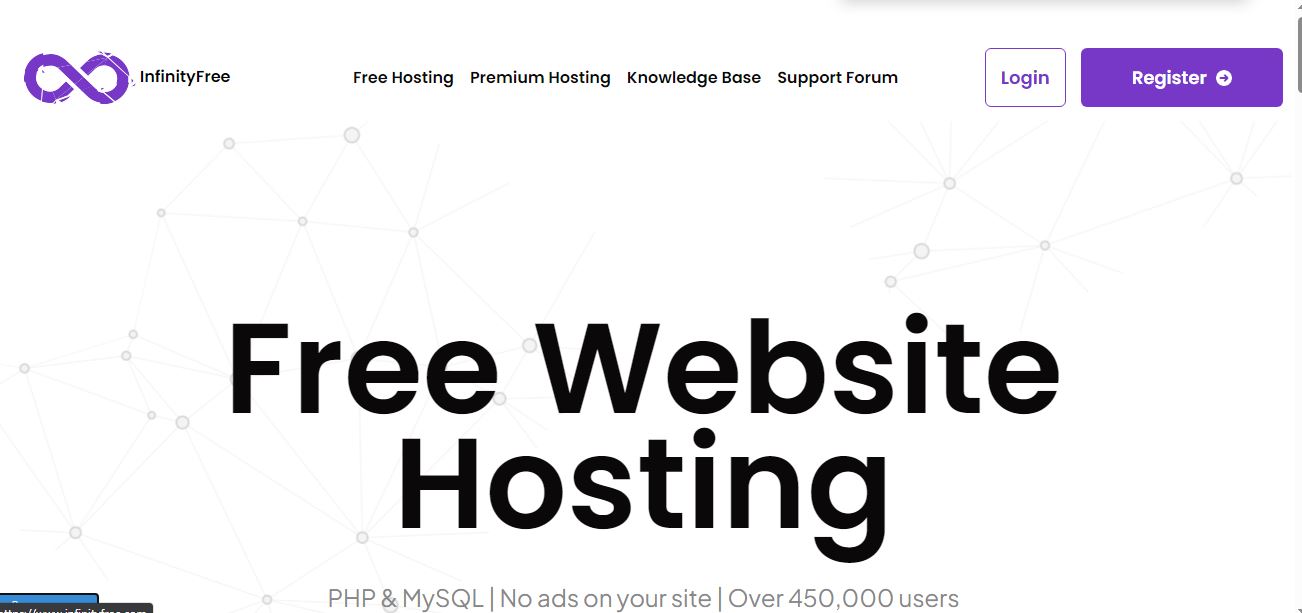 InfinityFree
Free Hosting Premium Hosting Knowledge Base Support Forum
Login
Register
Free Website
Hosting
PHP & MySQL | No ads on your site | Over 450,000 users